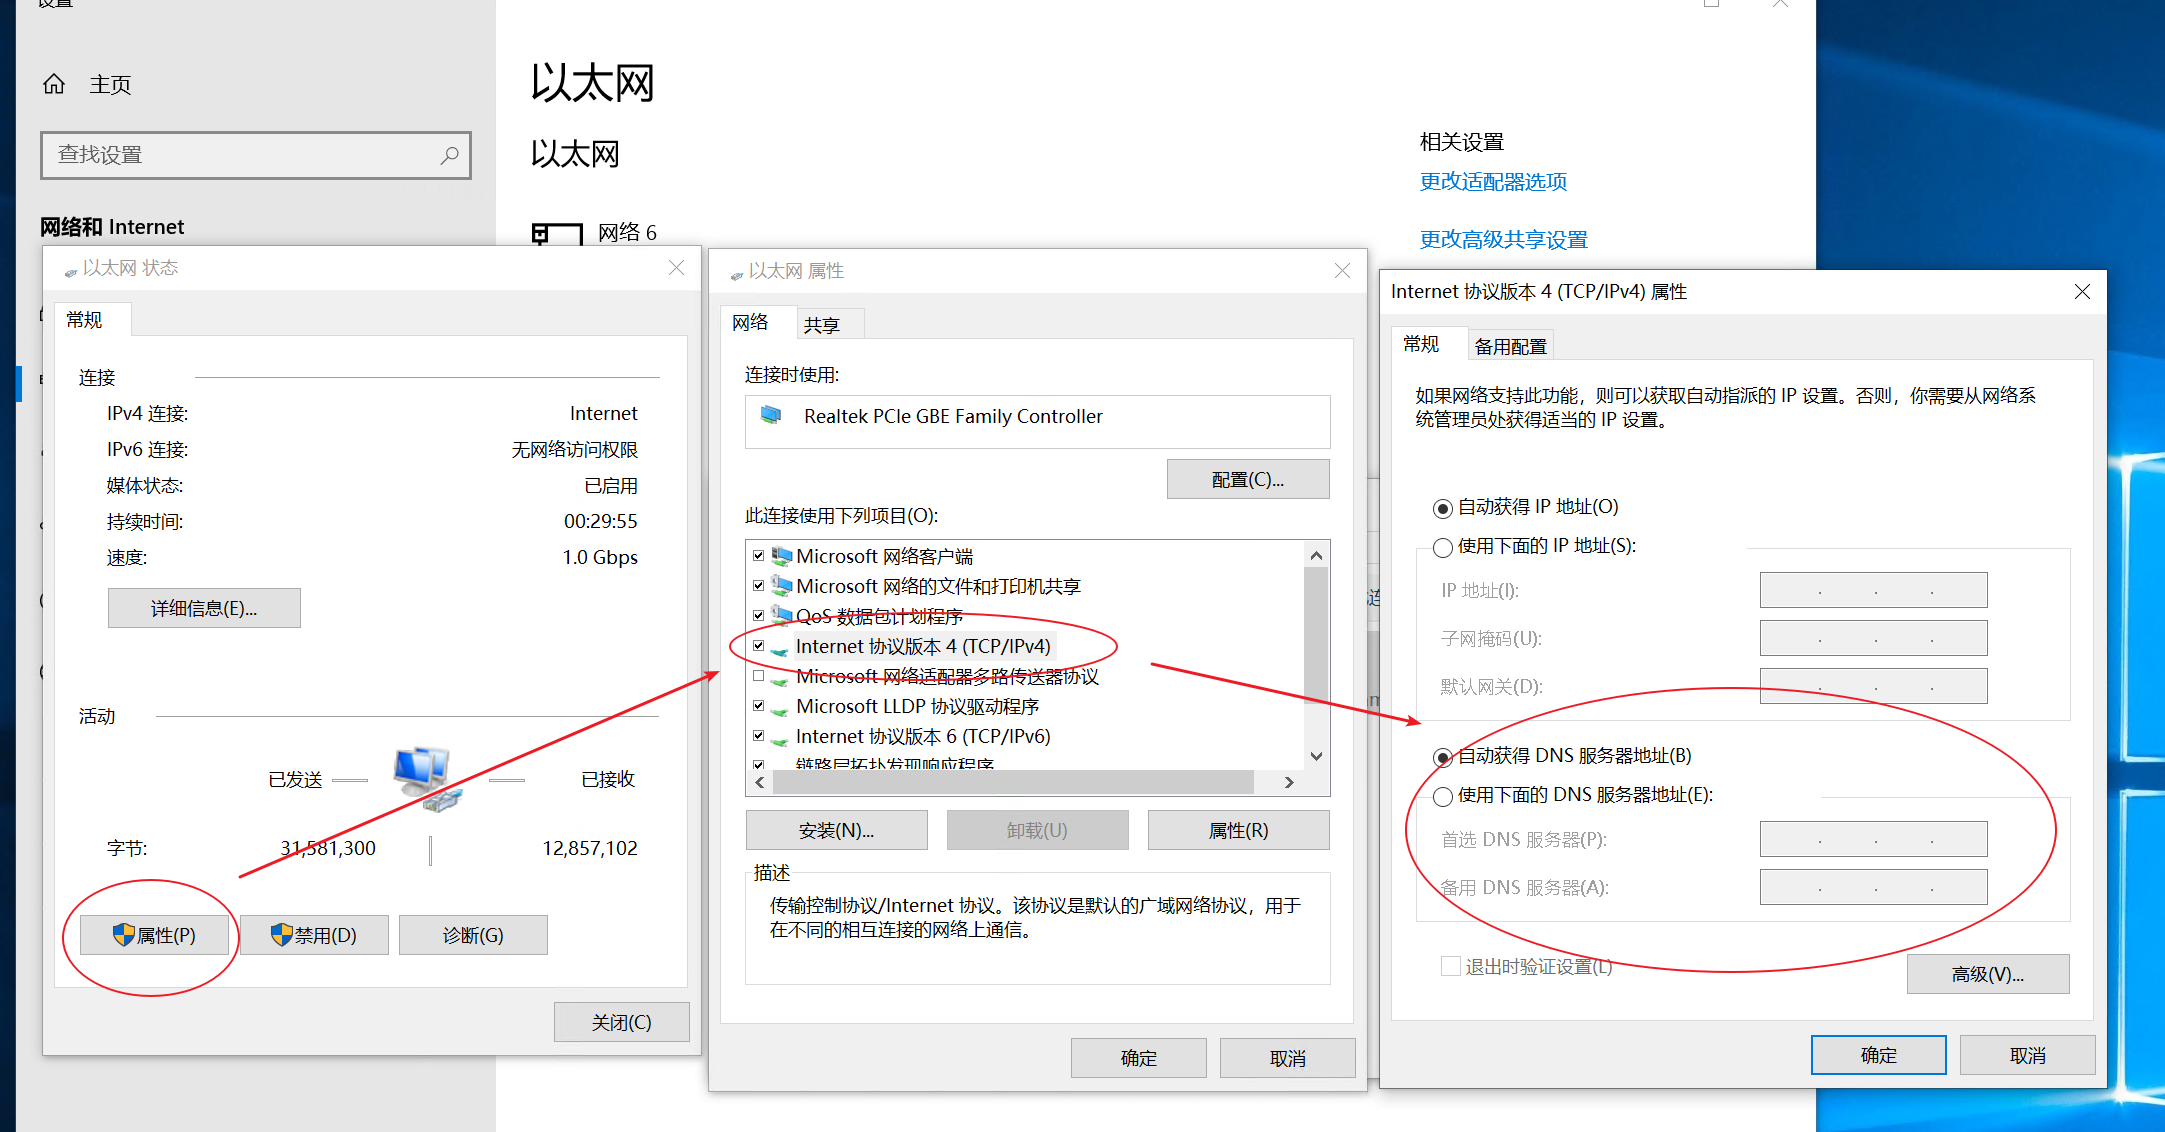 设置
主页
查找设置
网络和 Internet
以太网
以太网
网络 6
相关设置
更改适配器选项
更改高级共享设置
以太网 状态
常规
连接
IPv4 连接: Internet
IPv6 连接: 无网络访问权限
媒体状态: 已启用
持续时间: 00:29:55
速度: 1.0 Gbps
详细信息(E)...
活动
已发送 已接收
字节: 31,581,300 12,857,102
属性(P) 禁用(D) 诊断(G)
关闭(C)
以太网 属性
网络 共享
连接时使用:
Realtek PCIe GBE Family Controller
配置(C)...
此连接使用下列项目(O):
Microsoft 网络客户端
Microsoft 网络的文件和打印机共享
QoS 数据包计划程序
Internet 协议版本 4 (TCP/IPv4)
Microsoft 网络适配器多路传送器协议
Microsoft LLDP 协议驱动程序
Internet 协议版本 6 (TCP/IPv6)
链路层拓扑发现响应程序
安装(N)... 卸载(U) 属性(R)
描述
传输控制协议/Internet 协议。该协议是默认的广域网络协议，用于
在不同的相互连接的网络上通信。
确定 取消
Internet 协议版本 4 (TCP/IPv4) 属性
常规 备用配置
如果网络支持此功能，则可以获取自动指派的 IP 设置。否则，你需要从网络系
统管理员处获得适当的 IP 设置。
自动获得 IP 地址(O)
使用下面的 IP 地址(S):
IP 地址(I):
子网掩码(U):
默认网关(D):
自动获得 DNS 服务器地址(B)
使用下面的 DNS 服务器地址(E):
首选 DNS 服务器(P):
备用 DNS 服务器(A):
退出时验证设置(L)
高级(V)...
确定 取消